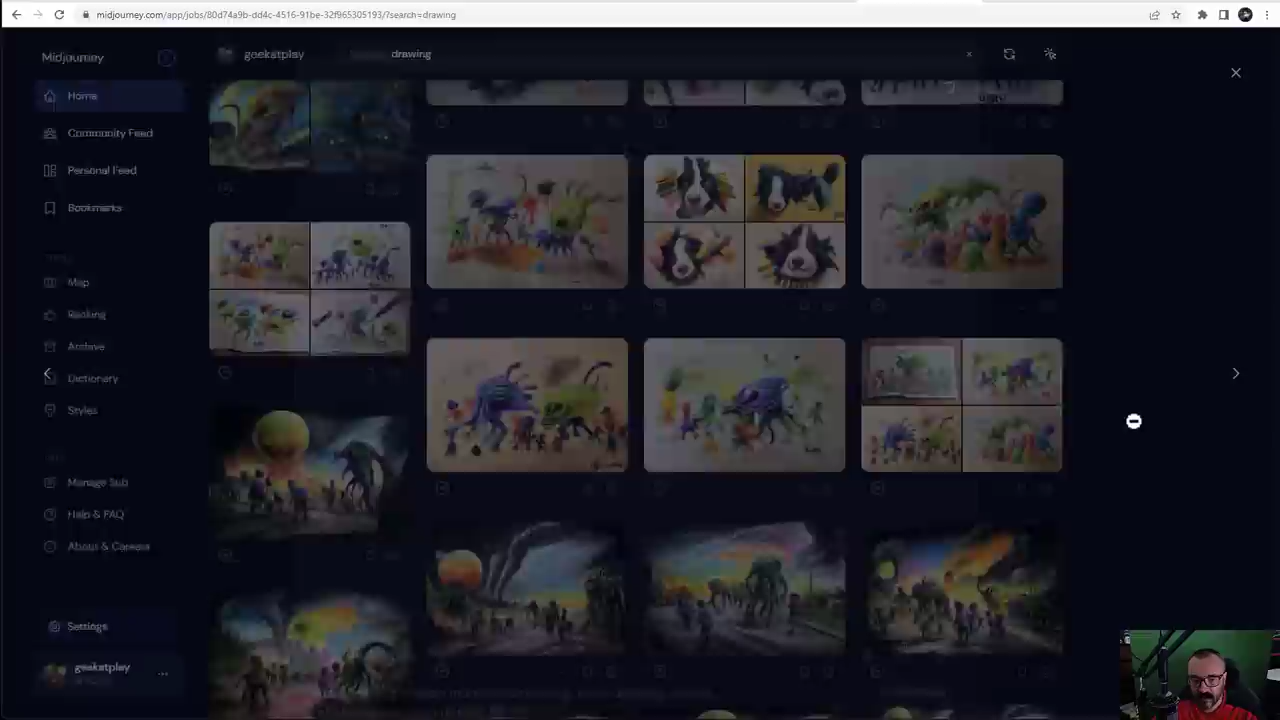 midjourney.com/app/jobs/80d74a9b-dd4c-4516-91be-32f965305193/?search=drawing
Midjourney
geekatplay
drawing
Home
Community Feed
Personal Feed
Bookmarks
Map
Ranking
Archive
Dictionary
Styles
Manage Sub
Help & FAQ
About & Careers
Settings
geekatplay